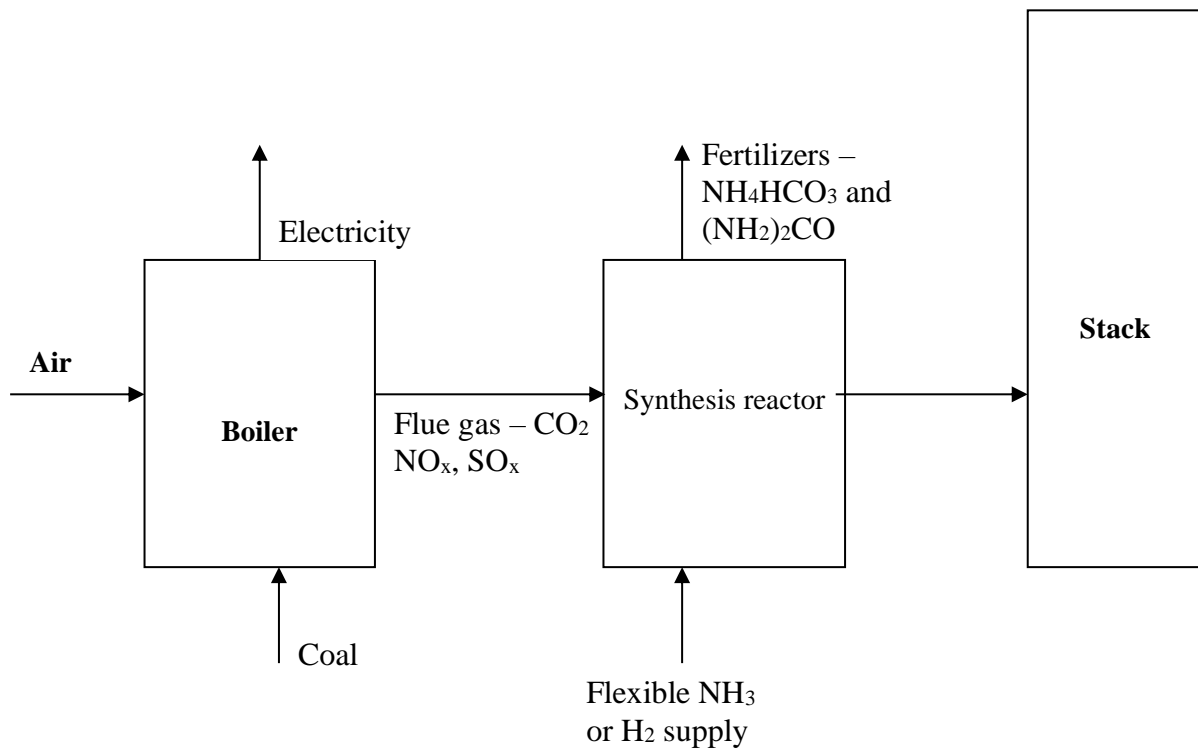 Fertilizers –
NH₄HCO₃ and
(NH₂)₂CO
Electricity
Stack
Air
Synthesis reactor
Boiler
Flue gas – CO₂
NOₓ, SOₓ
Coal
Flexible NH₃
or H₂ supply